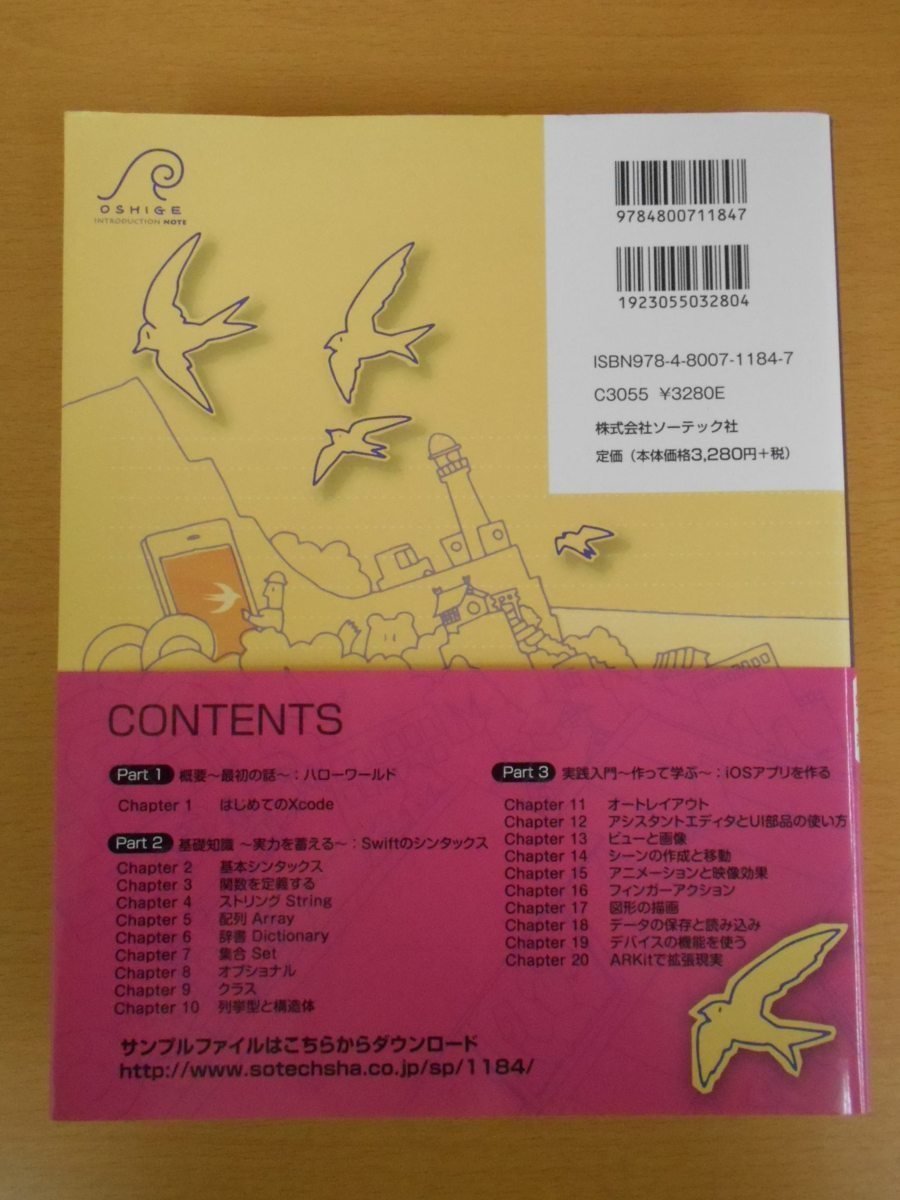 OSHIGE
INTRODUCTION NOTE
9784800711847
1923055032804
ISBN978-4-8007-1184-7
C3055 ¥3280E
株式会社ソーテック社
定価（本体価格3,280円+税）
CONTENTS
Part 1 概要～最初の話～：ハローワールド
Chapter 1 はじめてのXcode
Part 2 基礎知識 ～実力を蓄える～：Swiftのシンタックス
Chapter 2 基本シンタックス
Chapter 3 関数を定義する
Chapter 4 ストリング String
Chapter 5 配列 Array
Chapter 6 辞書 Dictionary
Chapter 7 集合 Set
Chapter 8 オプショナル
Chapter 9 クラス
Chapter 10 列挙型と構造体
Part 3 実践入門～作って学ぶ～：iOSアプリを作る
Chapter 11 オートレイアウト
Chapter 12 アシスタントエディタとUI部品の使い方
Chapter 13 ビューと画像
Chapter 14 シーンの作成と移動
Chapter 15 アニメーションと映像効果
Chapter 16 フィンガーアクション
Chapter 17 図形の描画
Chapter 18 データの保存と読み込み
Chapter 19 デバイスの機能を使う
Chapter 20 ARKitで拡張現実
サンプルファイルはこちらからダウンロード
http://www.sotechsha.co.jp/sp/1184/